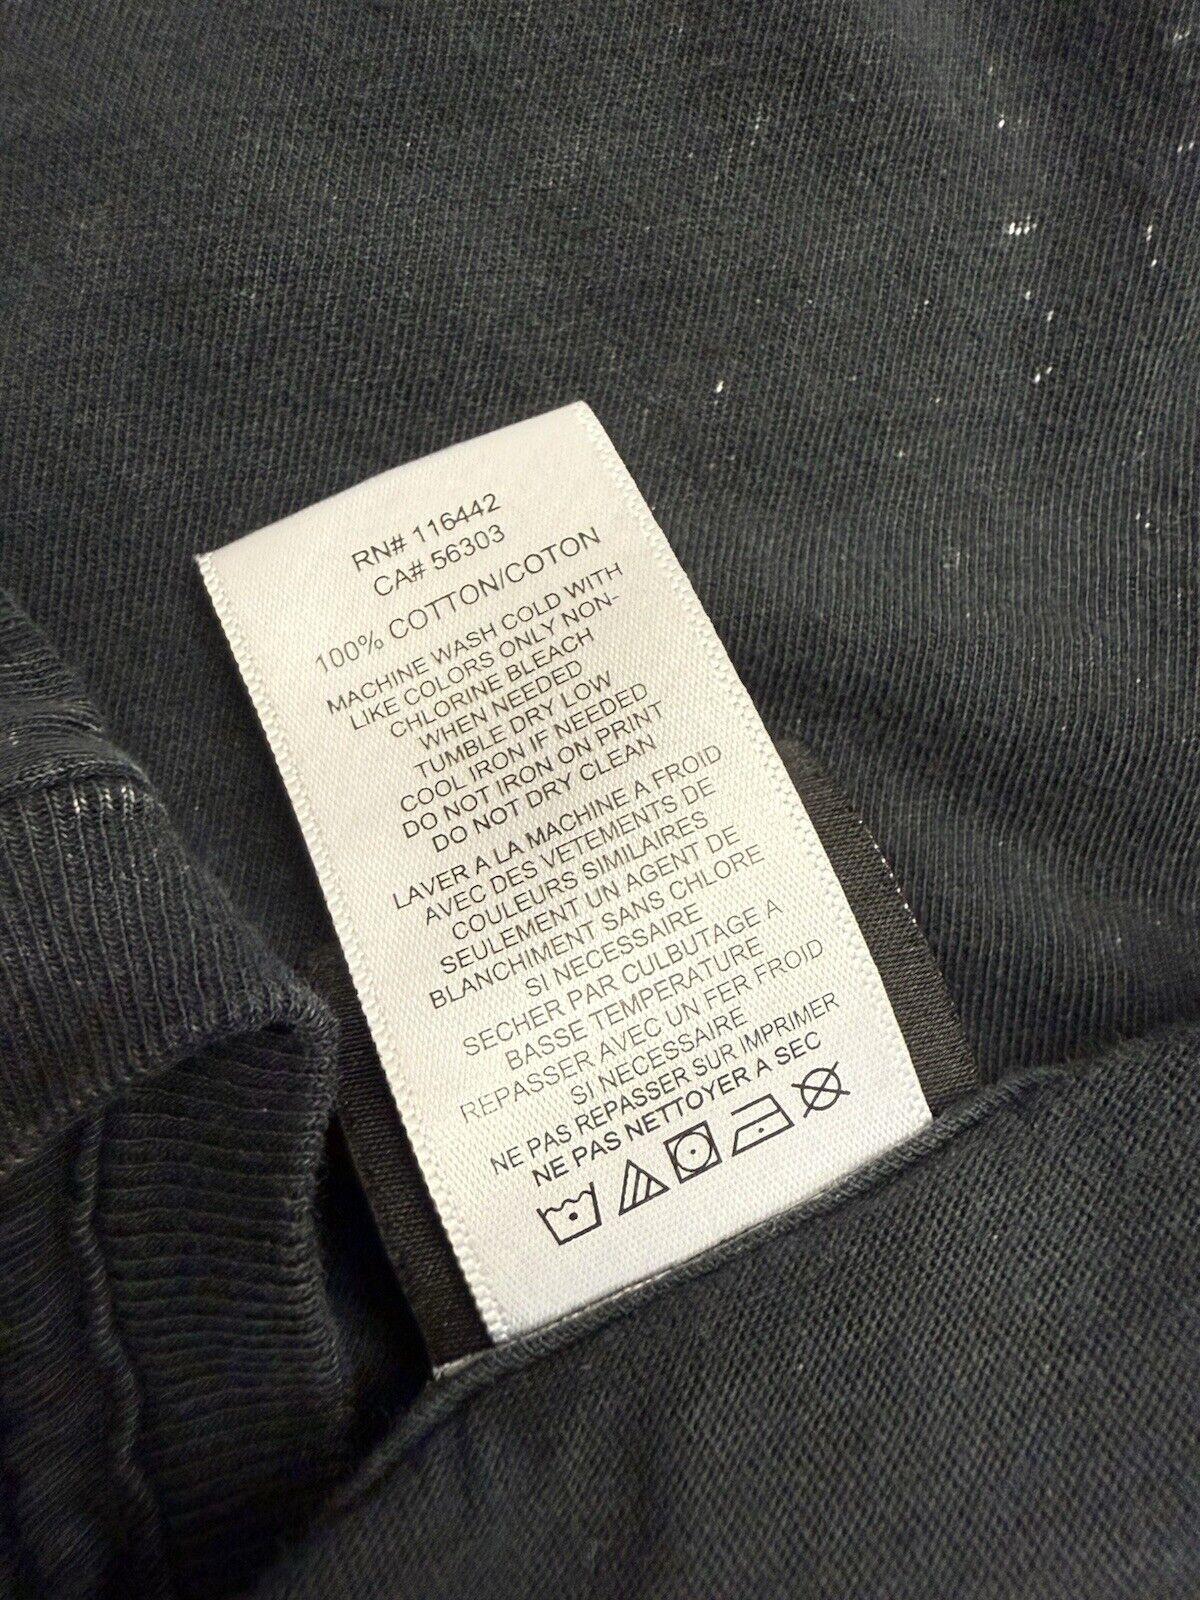 RN# 116442
CA# 56303
100% COTTON/COTON
MACHINE WASH COLD WITH
LIKE COLORS ONLY NON-
CHLORINE BLEACH
WHEN NEEDED
TUMBLE DRY LOW
COOL IRON IF NEEDED
DO NOT IRON ON PRINT
DO NOT DRY CLEAN
LAVER A LA MACHINE A FROID
AVEC DES VETEMENTS DE
COULEURS SIMILAIRES
SEULEMENT UN AGENT DE
BLANCHIMENT SANS CHLORE
SI NECESSAIRE
SECHER PAR CULBUTAGE A
BASSE TEMPERATURE
REPASSER AVEC UN FER FROID
SI NECESSAIRE
NE PAS REPASSER SUR IMPRIMER
NE PAS NETTOYER A SEC